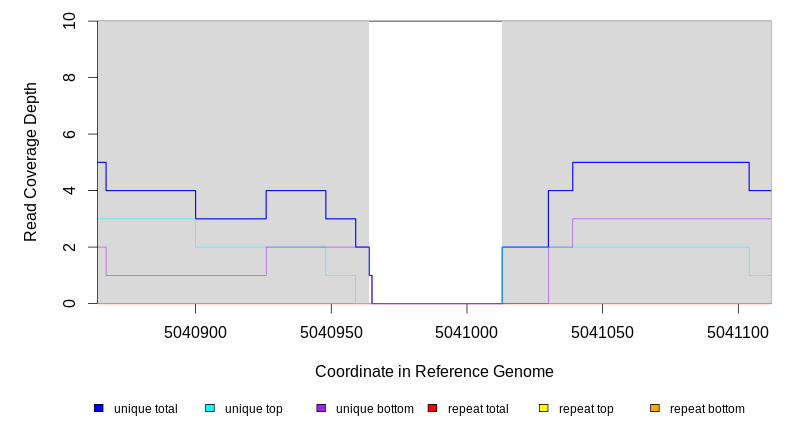 10
8
6
4
2
0
Read Coverage Depth
5040900 5040950 5041000 5041050 5041100
Coordinate in Reference Genome
unique total unique top unique bottom repeat total repeat top repeat bottom